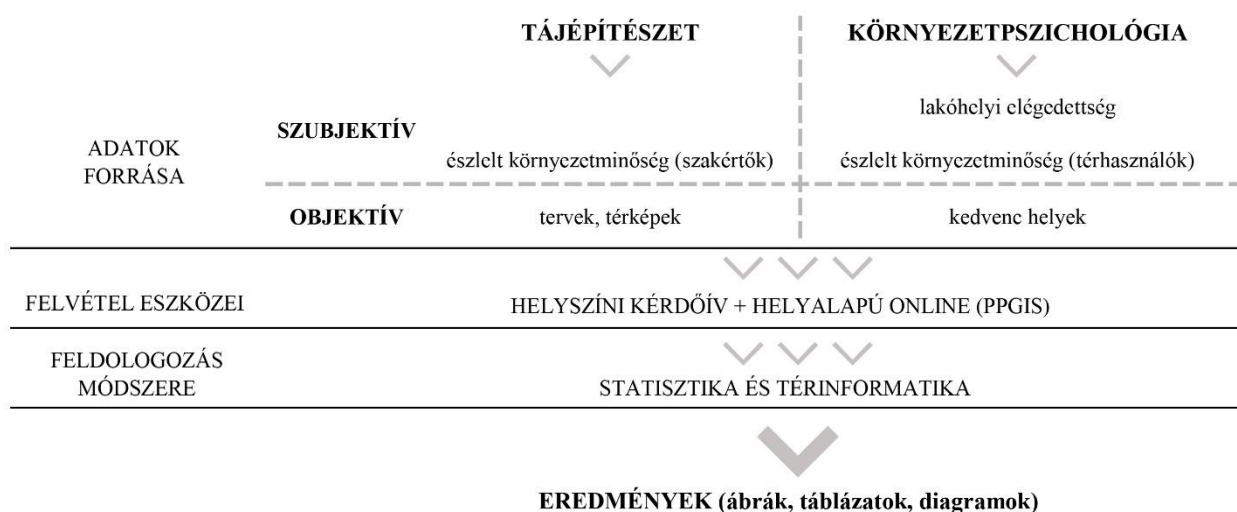 TÁJÉPÍTÉSZET
KÖRNYEZETPSZICHOLÓGIA
ADATOK
FORRÁSA
SZUBJEKTÍV
lakóhelyi elégedettség
észlelt környezetminőség (szakértők)
észlelt környezetminőség (térhasználók)
OBJEKTÍV
tervek, térképek
kedvenc helyek
FELVÉTEL ESZKÖZEI
HELYSZÍNI KÉRDŐÍV + HELYALAPÚ ONLINE (PPGIS)
FELDOLOGOZÁS
MÓDSZERE
STATISZTIKA ÉS TÉRINFORMATIKA
EREDMÉNYEK (ábrák, táblázatok, diagramok)